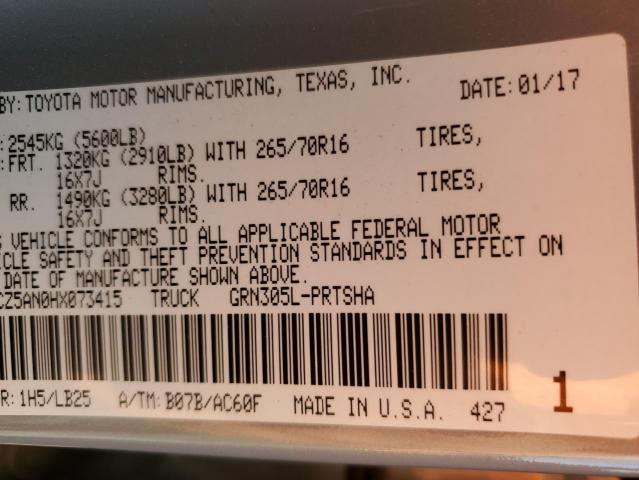 BY: TOYOTA MOTOR MANUFACTURING, TEXAS, INC. DATE: 01/17
: 2545KG (5600LB)
: FRT. 1320KG (2910LB) WITH 265/70R16 TIRES,
16X7J RIMS.
RR. 1490KG (3280LB) WITH 265/70R16 TIRES,
16X7J RIMS.
S VEHICLE CONFORMS TO ALL APPLICABLE FEDERAL MOTOR
ICLE SAFETY AND THEFT PREVENTION STANDARDS IN EFFECT ON
DATE OF MANUFACTURE SHOWN ABOVE.
CZ5AN0HX073415 TRUCK GRN305L-PRTSHA
R: 1H5/LB25 A/TM: B07B/AC60F MADE IN U.S.A. 427 1